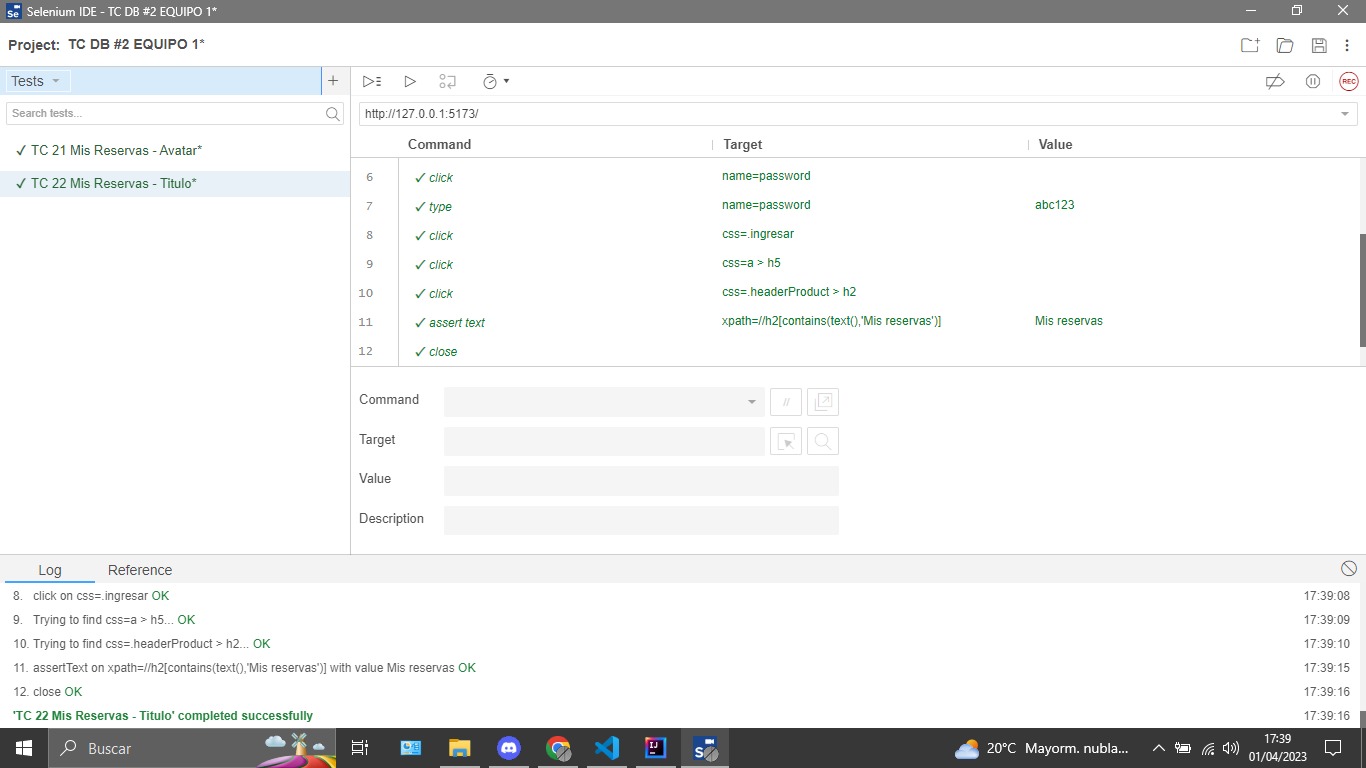 Selenium IDE - TC DB #2 EQUIPO 1*
Project: TC DB #2 EQUIPO 1*
Tests
+
REC
Search tests...
http://127.0.0.1:5173/
Command Target Value
✓ TC 21 Mis Reservas - Avatar*
✓ TC 22 Mis Reservas - Titulo*
6 ✓ click name=password
7 ✓ type name=password abc123
8 ✓ click css=.ingresar
9 ✓ click css=a > h5
10 ✓ click css=.headerProduct > h2
11 ✓ assert text xpath=//h2[contains(text(),'Mis reservas')] Mis reservas
12 ✓ close
Command //
Target
Value
Description
Log Reference
8. click on css=.ingresar OK 17:39:08
9. Trying to find css=a > h5... OK 17:39:09
10. Trying to find css=.headerProduct > h2... OK 17:39:10
11. assertText on xpath=//h2[contains(text(),'Mis reservas')] with value Mis reservas OK 17:39:15
12. close OK 17:39:16
'TC 22 Mis Reservas - Titulo' completed successfully 17:39:16
Buscar
20°C Mayorm. nubla...
17:39
01/04/2023